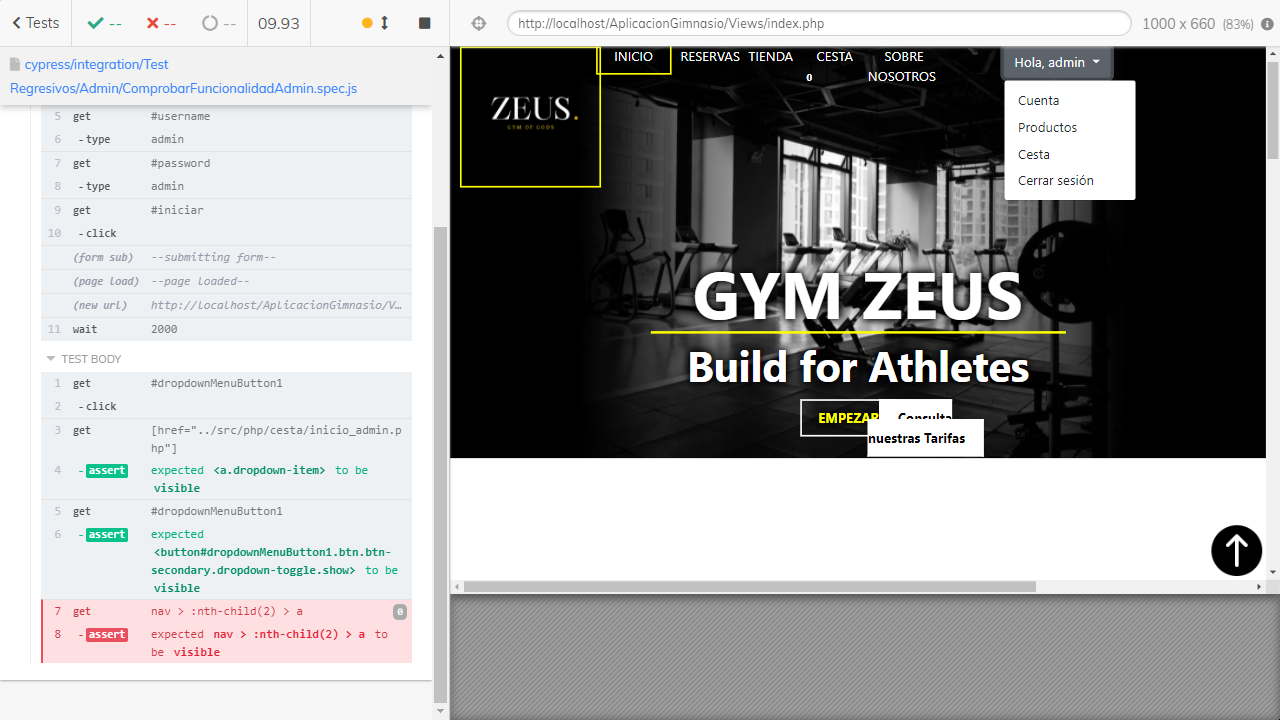 Tests
--
--
--
09.93
http://localhost/AplicacionGimnasio/Views/index.php
1000 x 660 (83%)
cypress/integration/Test
Regresivos/Admin/ComprobarFuncionalidadAdmin.spec.js
5 get #username
6 -type admin
7 get #password
8 -type admin
9 get #iniciar
10 -click
(form sub) --submitting form--
(page load) --page loaded--
(new url) http://localhost/AplicacionGimnasio/V…
11 wait 2000
TEST BODY
1 get #dropdownMenuButton1
2 -click
3 get [href="../src/php/cesta/inicio_admin.p
hp"]
4 -assert expected <a.dropdown-item> to be
visible
5 get #dropdownMenuButton1
6 -assert expected
<button#dropdownMenuButton1.btn.btn-
secondary.dropdown-toggle.show> to be
visible
7 get nav > :nth-child(2) > a 0
8 -assert expected nav > :nth-child(2) > a to
be visible
ZEUS.
GYM OF GODS
INICIO RESERVAS TIENDA CESTA SOBRE
0 NOSOTROS
Hola, admin
Cuenta
Productos
Cesta
Cerrar sesión
GYM ZEUS
Build for Athletes
EMPEZAR Consulta
nuestras Tarifas